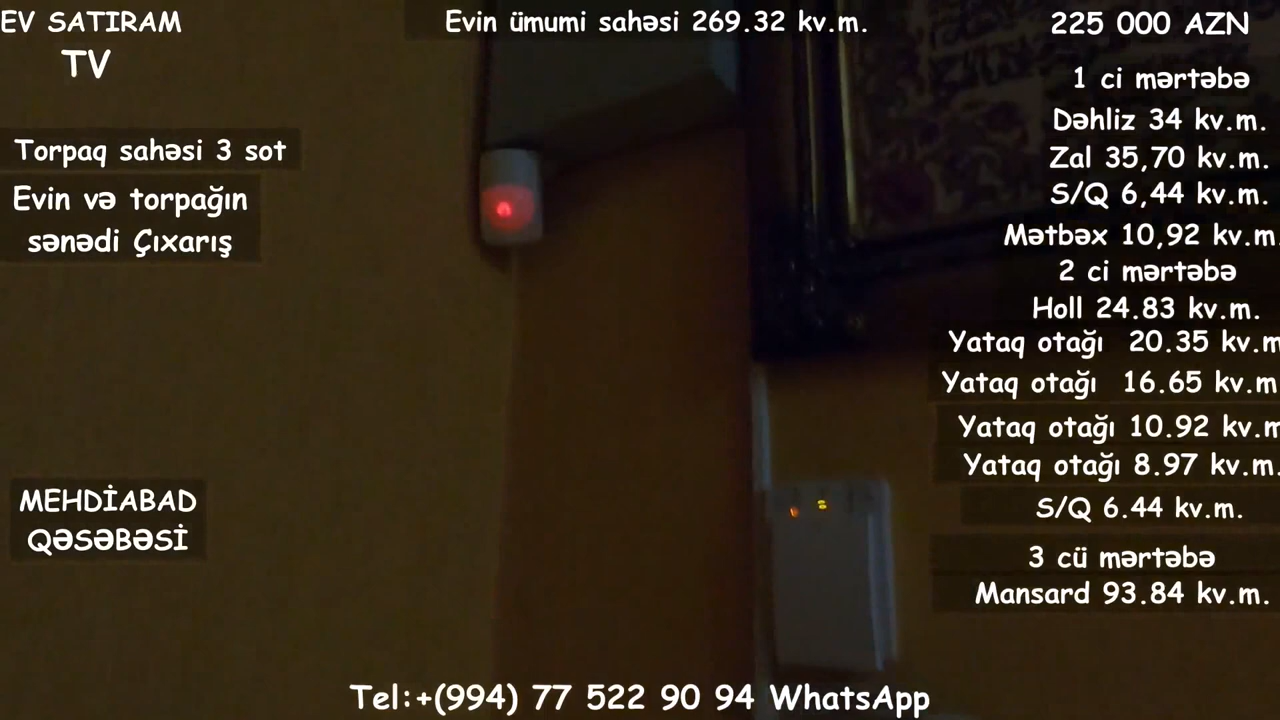 EV SATIRAM
TV
Evin ümumi sahəsi 269.32 kv.m.
225 000 AZN
Torpaq sahəsi 3 sot
Evin və torpağın
sənədi Çıxarış
MEHDİABAD
QƏSƏBƏSİ
1 ci mərtəbə
Dəhliz 34 kv.m.
Zal 35,70 kv.m.
S/Q 6,44 kv.m.
Mətbəx 10,92 kv.m.
2 ci mərtəbə
Holl 24.83 kv.m.
Yataq otağı 20.35 kv.m
Yataq otağı 16.65 kv.m
Yataq otağı 10.92 kv.m
Yataq otağı 8.97 kv.m.
S/Q 6.44 kv.m.
3 cü mərtəbə
Mansard 93.84 kv.m.
Tel:+(994) 77 522 90 94 WhatsApp